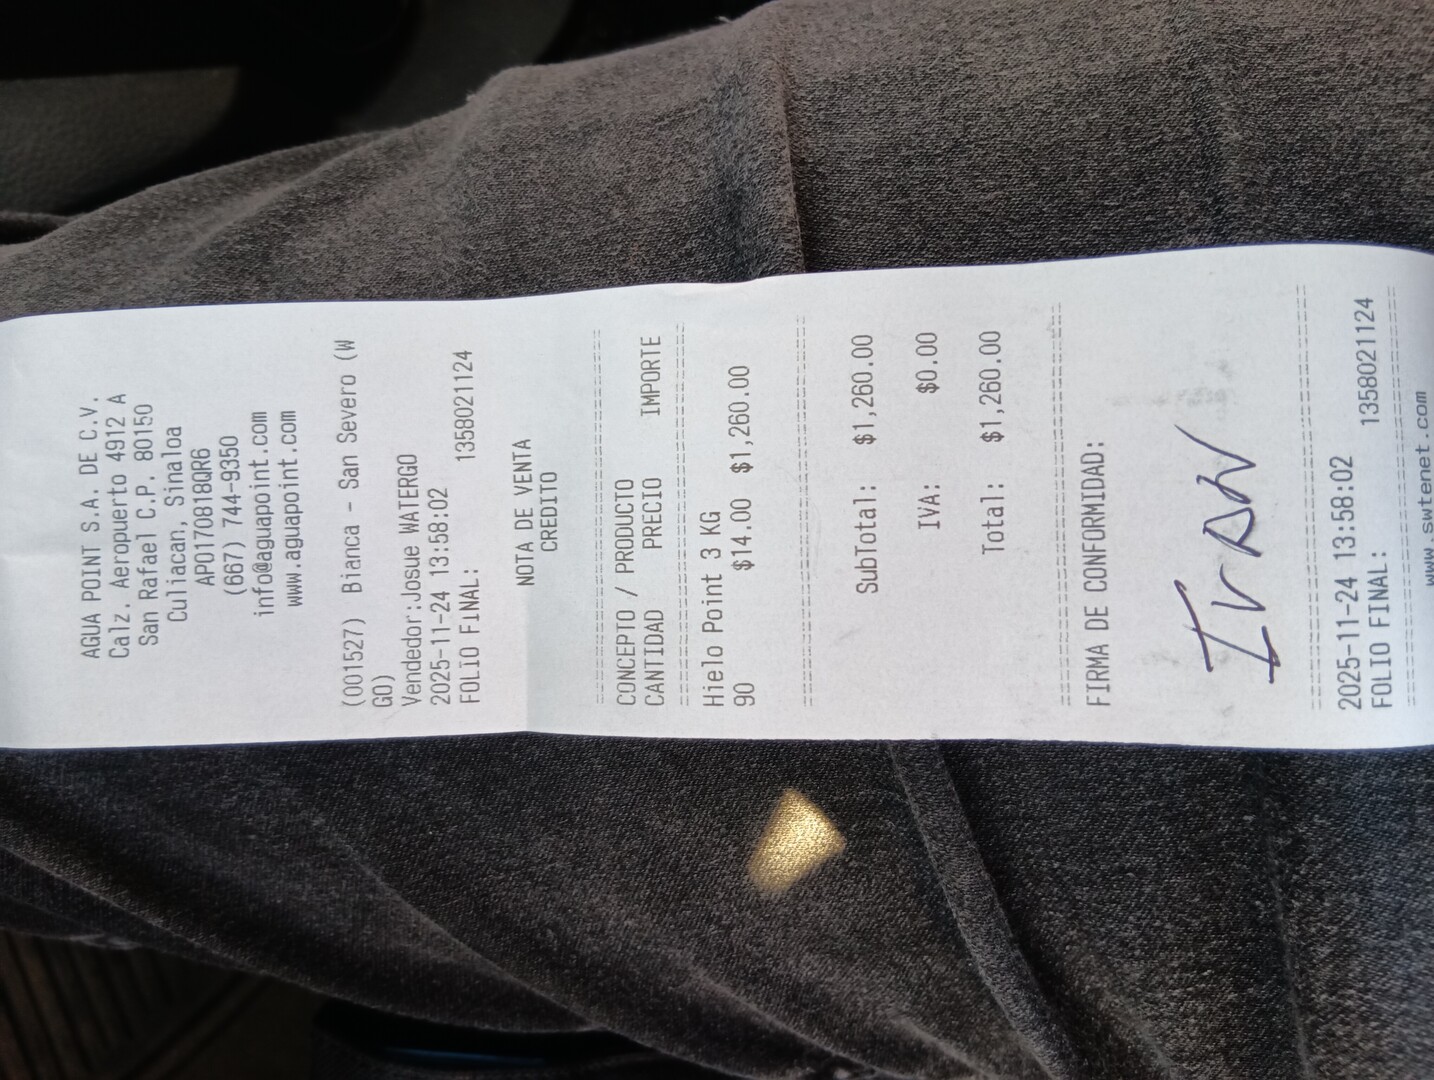 AGUA POINT S.A. DE C.V.
Calz. Aeropuerto 4912 A
San Rafael C.P. 80150
Culiacan, Sinaloa
APO170818QR6
(667) 744-9350
info@aguapoint.com
www.aguapoint.com
(001527) Bianca - San Severo (W
GO)
Vendedor:Josue WATERGO
2025-11-24 13:58:02
FOLIO FINAL: 1358021124
NOTA DE VENTA
CREDITO
CONCEPTO / PRODUCTO
CANTIDAD PRECIO IMPORTE
Hielo Point 3 KG
90 $14.00 $1,260.00
SubTotal: $1,260.00
IVA: $0.00
Total: $1,260.00
FIRMA DE CONFORMIDAD:
IVAN
2025-11-24 13:58:02
FOLIO FINAL: 1358021124
www.swtenet.com